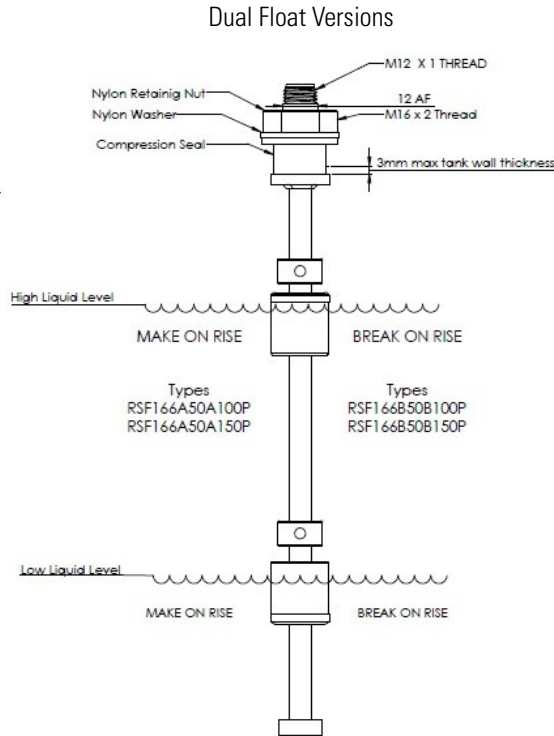 Dual Float Versions
M12 X 1 THREAD
Nylon Retainig Nut
12 AF
Nylon Washer
M16 x 2 Thread
Compression Seal
3mm max tank wall thickness
High Liquid Level
MAKE ON RISE
BREAK ON RISE
Types
RSF166A50A100P
RSF166A50A150P
Types
RSF166B50B100P
RSF166B50B150P
Low Liquid Level
MAKE ON RISE
BREAK ON RISE